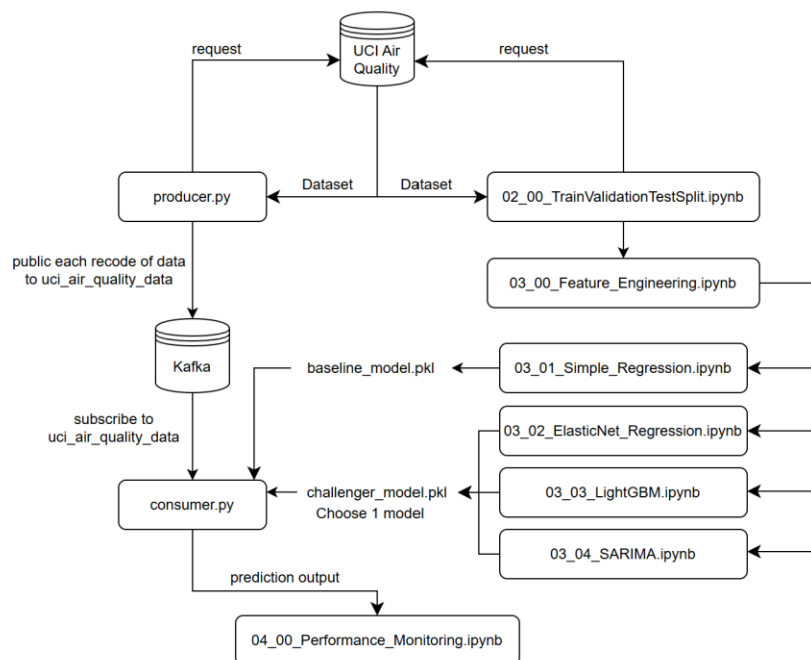 request
UCI Air
Quality
request
Dataset
Dataset
producer.py
02_00_TrainValidationTestSplit.ipynb
public each recode of data
to uci_air_quality_data
03_00_Feature_Engineering.ipynb
Kafka
baseline_model.pkl
03_01_Simple_Regression.ipynb
subscribe to
uci_air_quality_data
03_02_ElasticNet_Regression.ipynb
consumer.py
challenger_model.pkl
Choose 1 model
03_03_LightGBM.ipynb
03_04_SARIMA.ipynb
prediction output
04_00_Performance_Monitoring.ipynb